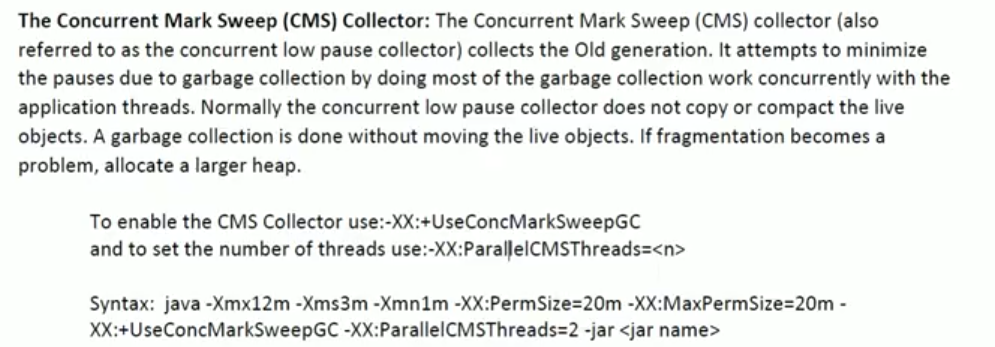 The Concurrent Mark Sweep (CMS) Collector: The Concurrent Mark Sweep (CMS) collector (also
referred to as the concurrent low pause collector) collects the Old generation. It attempts to minimize
the pauses due to garbage collection by doing most of the garbage collection work concurrently with the
application threads. Normally the concurrent low pause collector does not copy or compact the live
objects. A garbage collection is done without moving the live objects. If fragmentation becomes a
problem, allocate a larger heap.
To enable the CMS Collector use:-XX:+UseConcMarkSweepGC
and to set the number of threads use:-XX:ParallelCMSThreads=<n>
Syntax: java -Xmx12m -Xms3m -Xmn1m -XX:PermSize=20m -XX:MaxPermSize=20m -
XX:+UseConcMarkSweepGC -XX:ParallelCMSThreads=2 -jar <jar name>